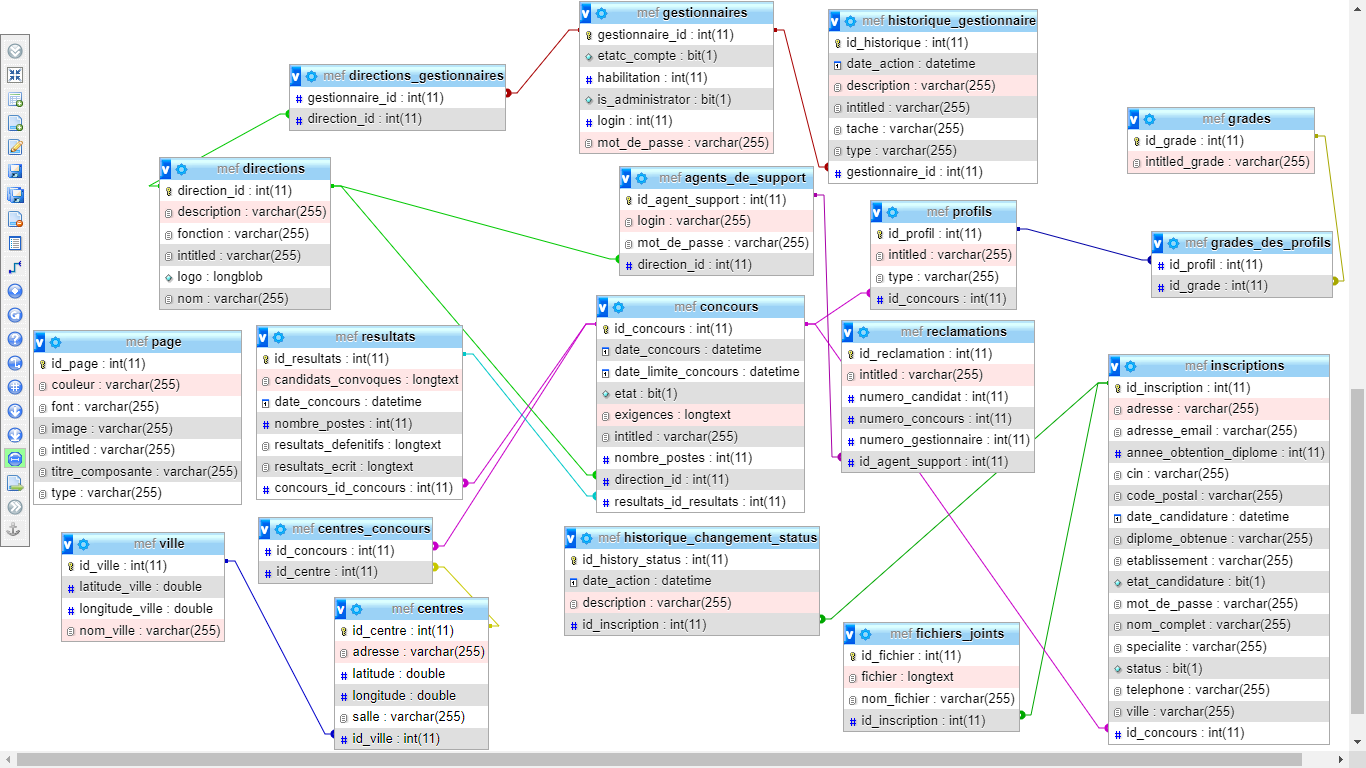 mef gestionnaires
gestionnaire_id : int(11)
etatc_compte : bit(1)
habilitation : int(11)
is_administrator : bit(1)
login : int(11)
mot_de_passe : varchar(255)
mef historique_gestionnaire
id_historique : int(11)
date_action : datetime
description : varchar(255)
intitled : varchar(255)
tache : varchar(255)
type : varchar(255)
gestionnaire_id : int(11)
mef directions_gestionnaires
gestionnaire_id : int(11)
direction_id : int(11)
mef grades
id_grade : int(11)
intitled_grade : varchar(255)
mef directions
direction_id : int(11)
description : varchar(255)
fonction : varchar(255)
intitled : varchar(255)
logo : longblob
nom : varchar(255)
mef agents_de_support
id_agent_support : int(11)
login : varchar(255)
mot_de_passe : varchar(255)
direction_id : int(11)
mef profils
id_profil : int(11)
intitled : varchar(255)
type : varchar(255)
id_concours : int(11)
mef grades_des_profils
id_profil : int(11)
id_grade : int(11)
mef page
id_page : int(11)
couleur : varchar(255)
font : varchar(255)
image : varchar(255)
intitled : varchar(255)
titre_composante : varchar(255)
type : varchar(255)
mef resultats
id_resultats : int(11)
candidats_convoques : longtext
date_concours : datetime
nombre_postes : int(11)
resultats_defenitifs : longtext
resultats_ecrit : longtext
concours_id_concours : int(11)
mef concours
id_concours : int(11)
date_concours : datetime
date_limite_concours : datetime
etat : bit(1)
exigences : longtext
intitled : varchar(255)
nombre_postes : int(11)
direction_id : int(11)
resultats_id_resultats : int(11)
mef reclamations
id_reclamation : int(11)
intitled : varchar(255)
numero_candidat : int(11)
numero_concours : int(11)
numero_gestionnaire : int(11)
id_agent_support : int(11)
mef inscriptions
id_inscription : int(11)
adresse : varchar(255)
adresse_email : varchar(255)
annee_obtention_diplome : int(11)
cin : varchar(255)
code_postal : varchar(255)
date_candidature : datetime
diplome_obtenue : varchar(255)
etablissement : varchar(255)
etat_candidature : bit(1)
mot_de_passe : varchar(255)
nom_complet : varchar(255)
specialite : varchar(255)
status : bit(1)
telephone : varchar(255)
ville : varchar(255)
id_concours : int(11)
mef ville
id_ville : int(11)
latitude_ville : double
longitude_ville : double
nom_ville : varchar(255)
mef centres_concours
id_concours : int(11)
id_centre : int(11)
mef centres
id_centre : int(11)
adresse : varchar(255)
latitude : double
longitude : double
salle : varchar(255)
id_ville : int(11)
mef historique_changement_status
id_history_status : int(11)
date_action : datetime
description : varchar(255)
id_inscription : int(11)
mef fichiers_joints
id_fichier : int(11)
fichier : longtext
nom_fichier : varchar(255)
id_inscription : int(11)